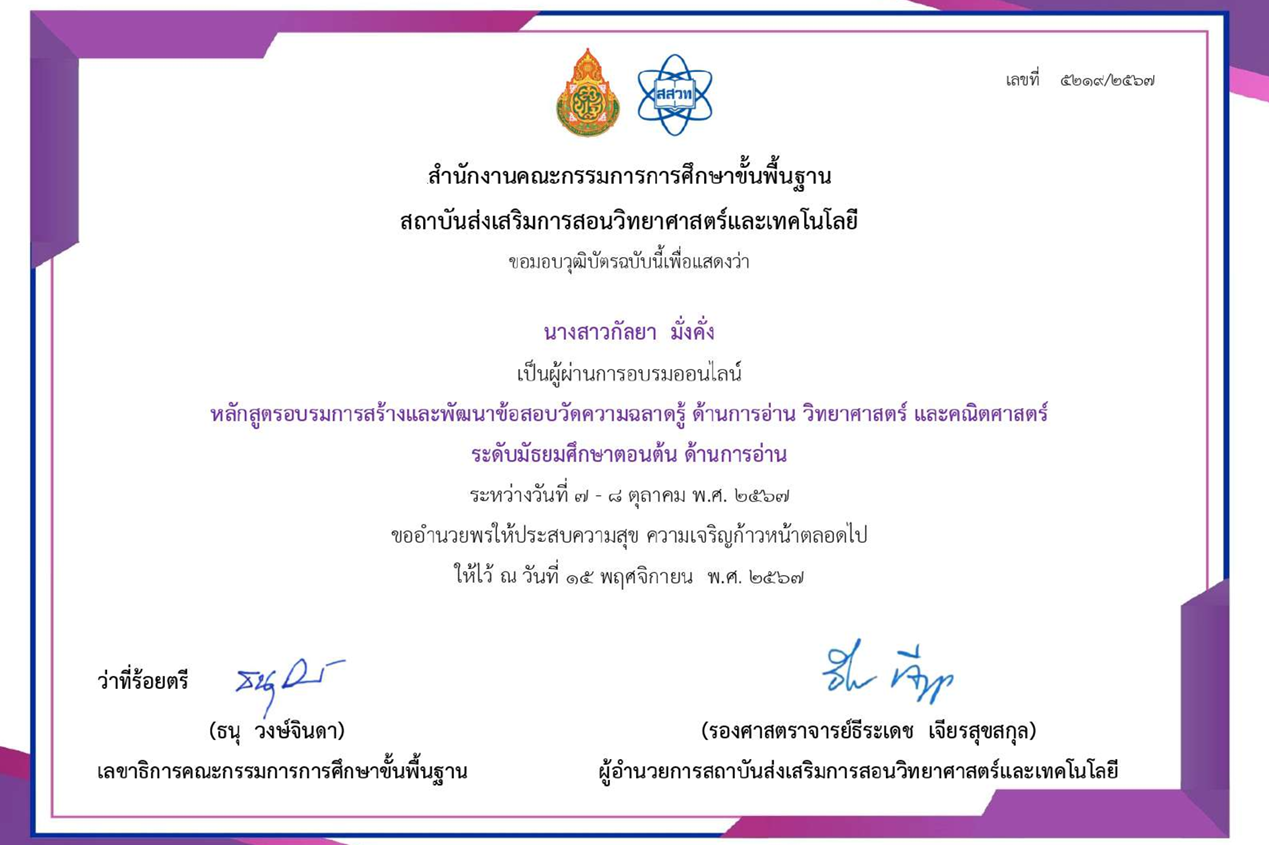 เลขที่ ๕๒๑๙/๒๕๖๗
สสวท
สำนักงานคณะกรรมการการศึกษาขั้นพื้นฐาน
สถาบันส่งเสริมการสอนวิทยาศาสตร์และเทคโนโลยี
ขอมอบวุฒิบัตรฉบับนี้เพื่อแสดงว่า
นางสาวกัลยา มั่งคั่ง
เป็นผู้ผ่านการอบรมออนไลน์
หลักสูตรอบรมการสร้างและพัฒนาข้อสอบวัดความฉลาดรู้ ด้านการอ่าน วิทยาศาสตร์ และคณิตศาสตร์
ระดับมัธยมศึกษาตอนต้น ด้านการอ่าน
ระหว่างวันที่ ๗ - ๘ ตุลาคม พ.ศ. ๒๕๖๗
ขออำนวยพรให้ประสบความสุข ความเจริญก้าวหน้าตลอดไป
ให้ไว้ ณ วันที่ ๑๕ พฤศจิกายน พ.ศ. ๒๕๖๗
ว่าที่ร้อยตรี
(ธนุ วงษ์จินดา) (รองศาสตราจารย์ธีระเดช เจียรสุขสกุล)
เลขาธิการคณะกรรมการการศึกษาขั้นพื้นฐาน ผู้อำนวยการสถาบันส่งเสริมการสอนวิทยาศาสตร์และเทคโนโลยี